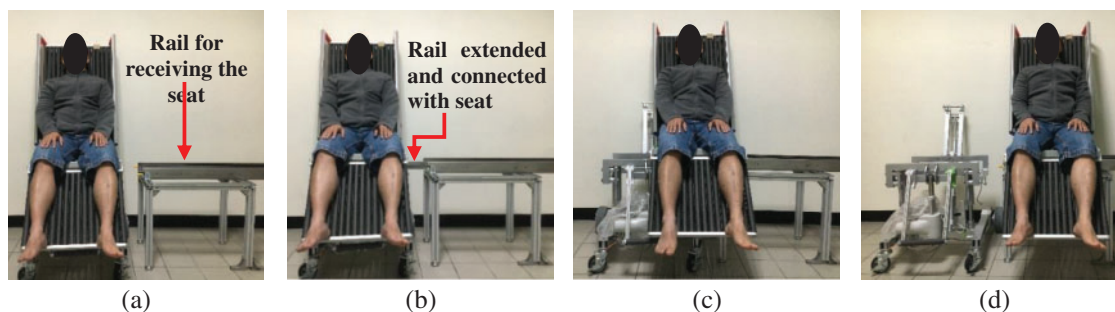 Rail for
receiving the
seat
Rail extended
and connected
with seat
(a)
(b)
(c)
(d)